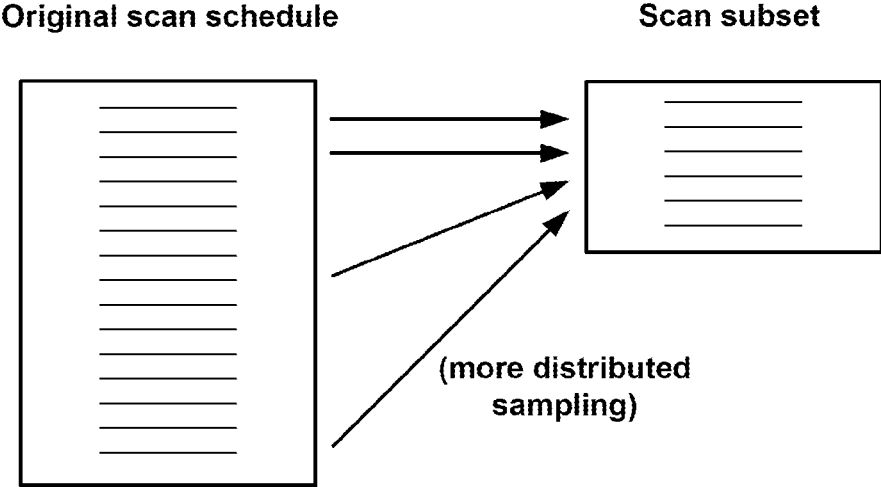 Original scan schedule
Scan subset
(more distributed
sampling)